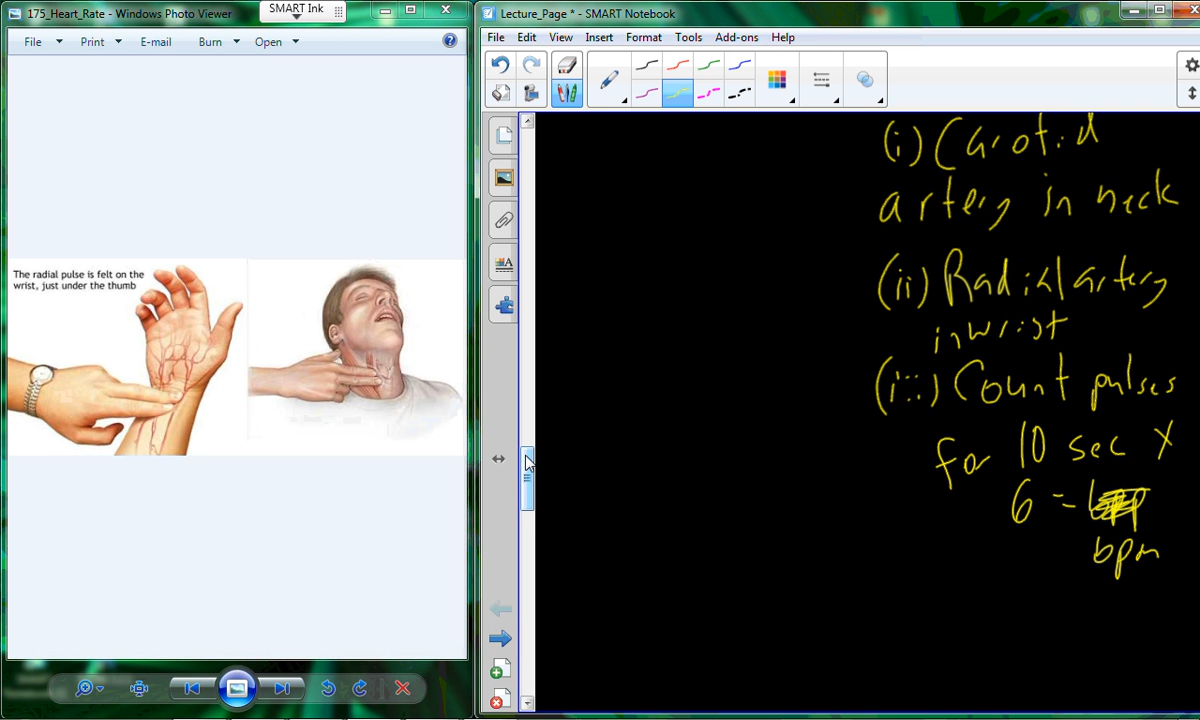 175_Heart_Rate - Windows Photo Viewer
SMART Ink
File Print E-mail Burn Open
The radial pulse is felt on the
wrist, just under the thumb
Lecture_Page * - SMART Notebook
File Edit View Insert Format Tools Add-ons Help
(i) Carotid
artery in neck
(ii) Radial artery
in wrist
(iii) Count pulses
for 10 sec x
6 =
bpm